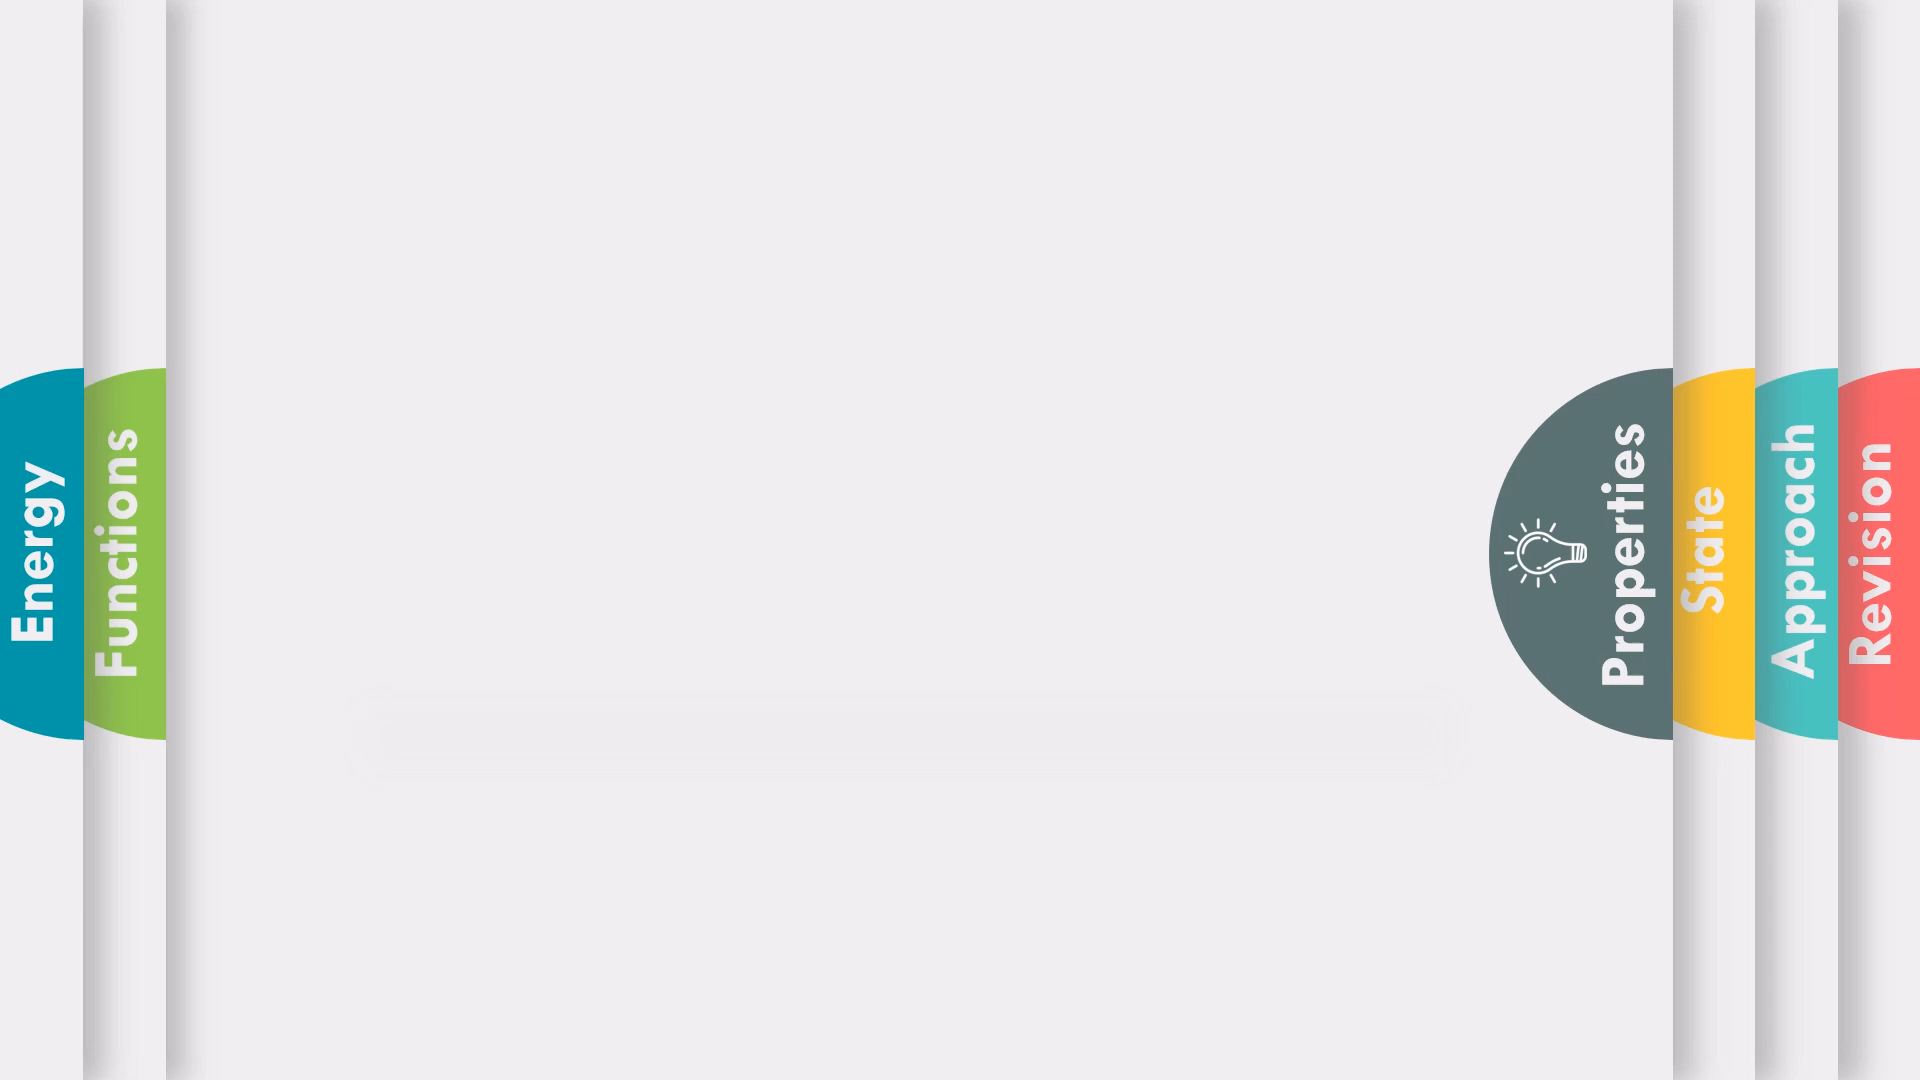 Energy
Functions
Properties
State
Approach
Revision